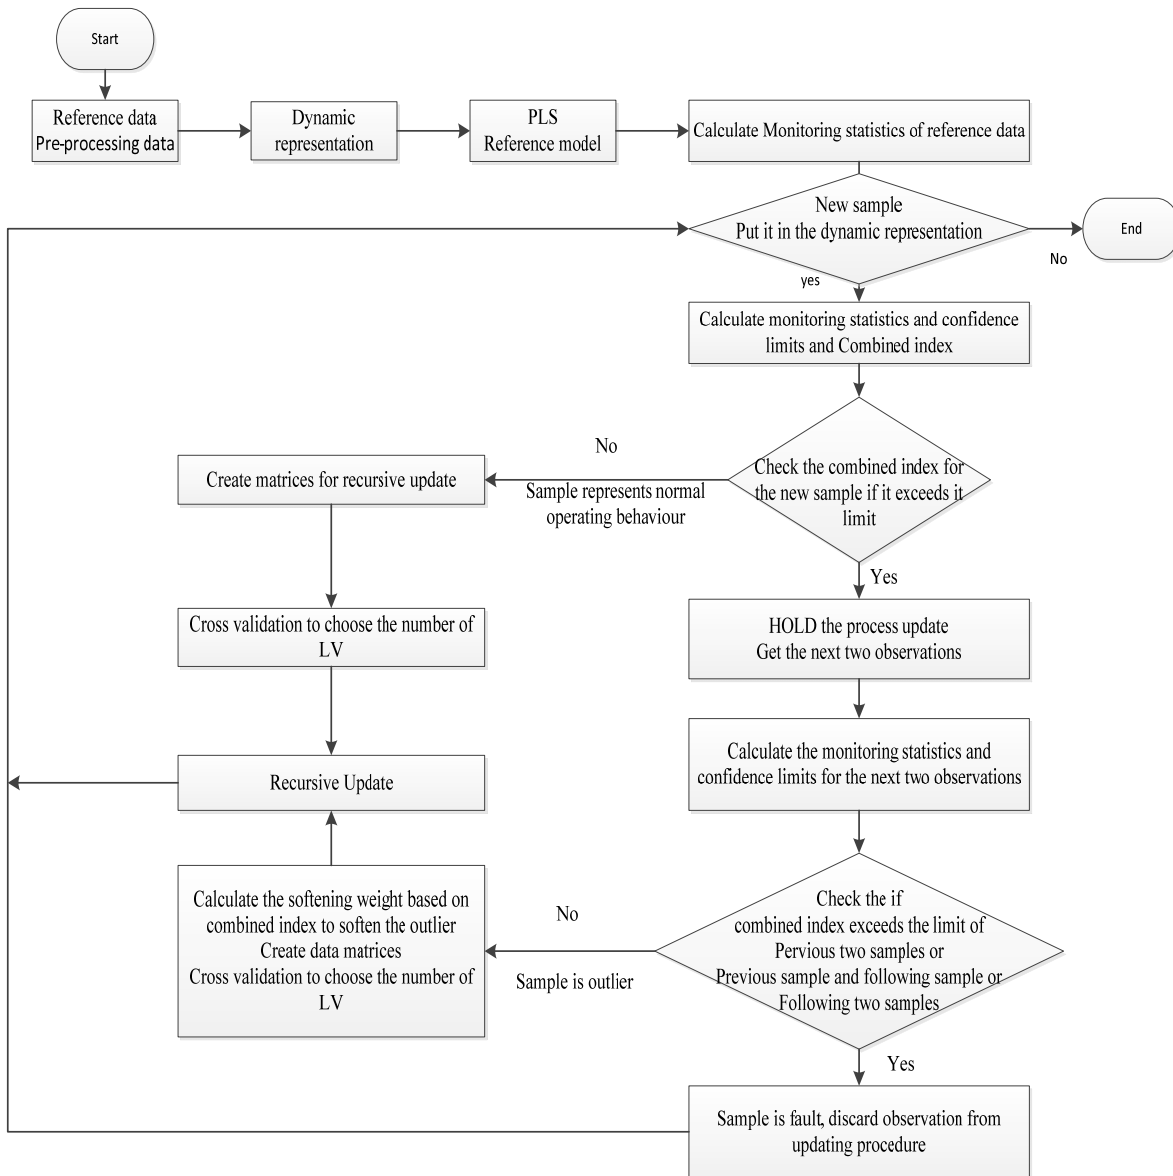 Start
Reference data
Pre-processing data
Dynamic
representation
PLS
Reference model
Calculate Monitoring statistics of reference data
New sample
Put it in the dynamic representation
No
End
yes
Calculate monitoring statistics and confidence
limits and Combined index
Check the combined index for
the new sample if it exceeds it
limit
No
Sample represents normal
operating behaviour
Create matrices for recursive update
Cross validation to choose the number of
LV
Recursive Update
Yes
HOLD the process update
Get the next two observations
Calculate the monitoring statistics and
confidence limits for the next two observations
Check the if
combined index exceeds the limit of
Pervious two samples or
Previous sample and following sample or
Following two samples
No
Sample is outlier
Calculate the softening weight based on
combined index to soften the outlier
Create data matrices
Cross validation to choose the number of
LV
Yes
Sample is fault, discard observation from
updating procedure